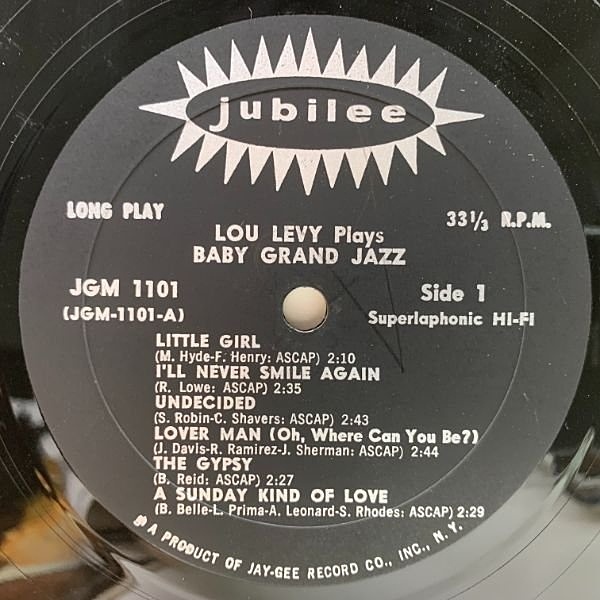 jubilee
LONG PLAY
33⅓ R.P.M.
LOU LEVY Plays
BABY GRAND JAZZ
JGM 1101
Side 1
(JGM-1101-A)
Superlaphonic HI-FI
LITTLE GIRL
(M. Hyde-F. Henry: ASCAP) 2:10
I'LL NEVER SMILE AGAIN
(R. Lowe: ASCAP) 2:35
UNDECIDED
(S. Robin-C. Shavers: ASCAP) 2:43
LOVER MAN (Oh, Where Can You Be?)
(J. Davis-R. Ramirez-J. Sherman: ASCAP) 2:44
THE GYPSY
(B. Reid: ASCAP) 2:27
A SUNDAY KIND OF LOVE
(B. Belle-L. Prima-A. Leonard-S. Rhodes: ASCAP) 2:29
A PRODUCT OF JAY-GEE RECORD CO., INC., N. Y.